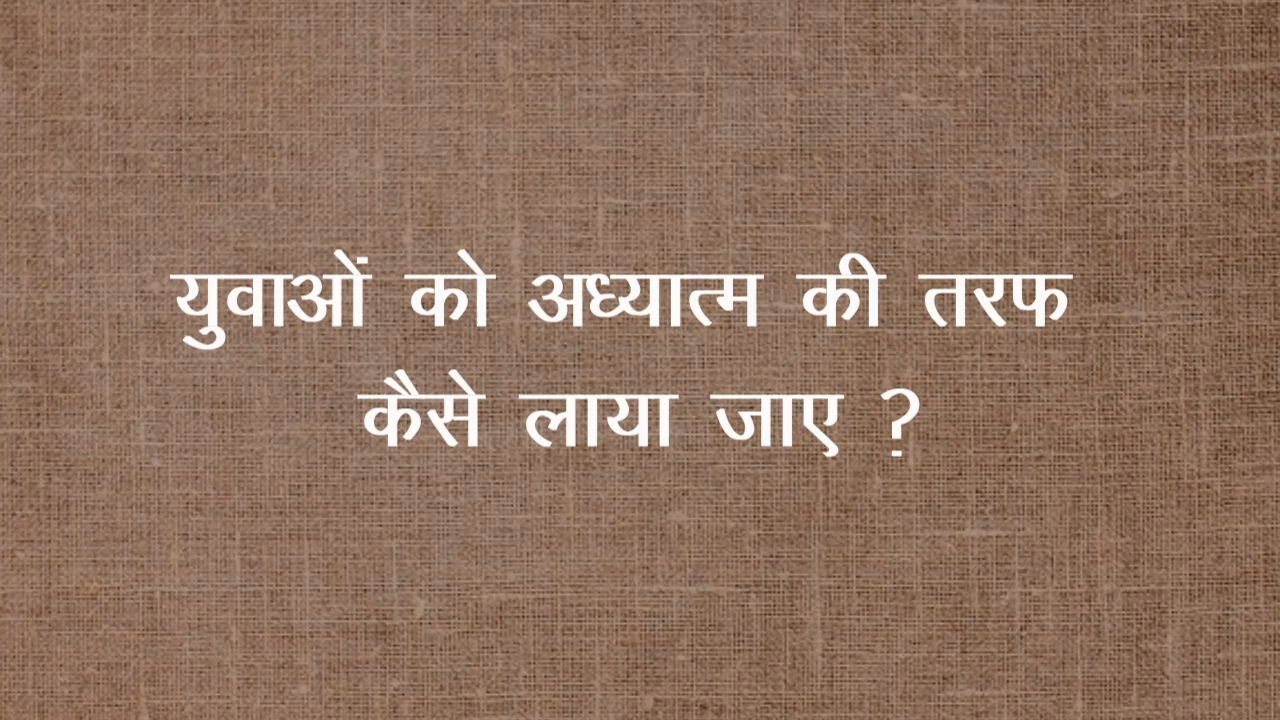 युवाओं को अध्यात्म की तरफ
कैसे लाया जाए ?